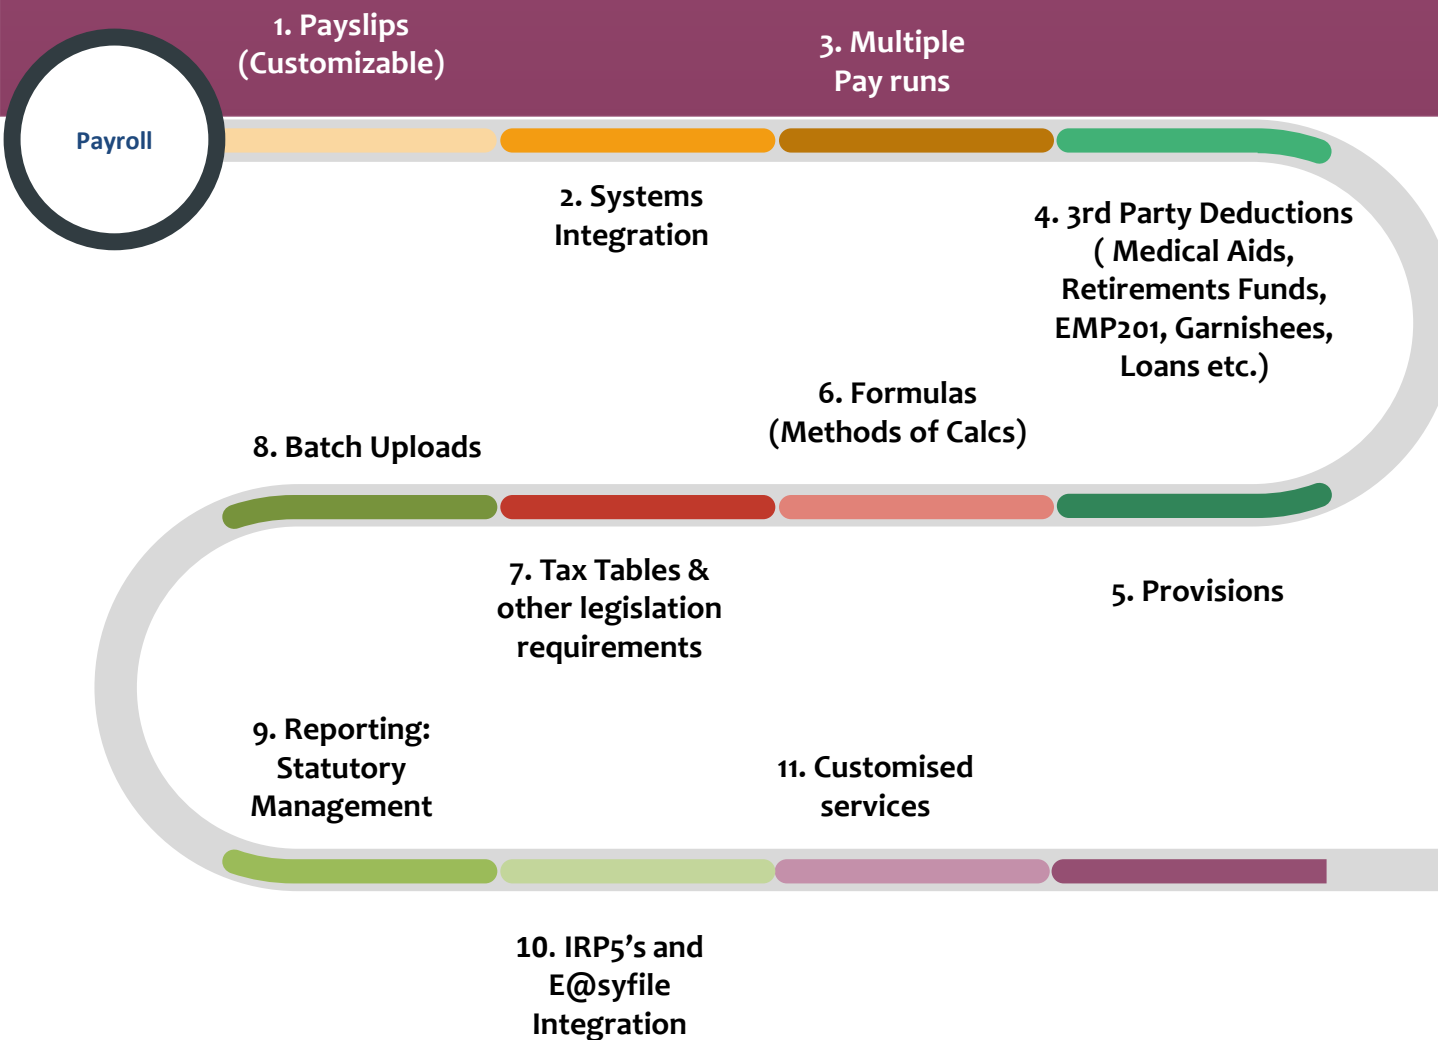 Payroll
1. Payslips
(Customizable)
2. Systems
Integration
3. Multiple
Pay runs
4. 3rd Party Deductions
( Medical Aids,
Retirements Funds,
EMP201, Garnishees,
Loans etc.)
5. Provisions
6. Formulas
(Methods of Calcs)
7. Tax Tables &
other legislation
requirements
8. Batch Uploads
9. Reporting:
Statutory
Management
10. IRP5’s and
E@syfile
Integration
11. Customised
services